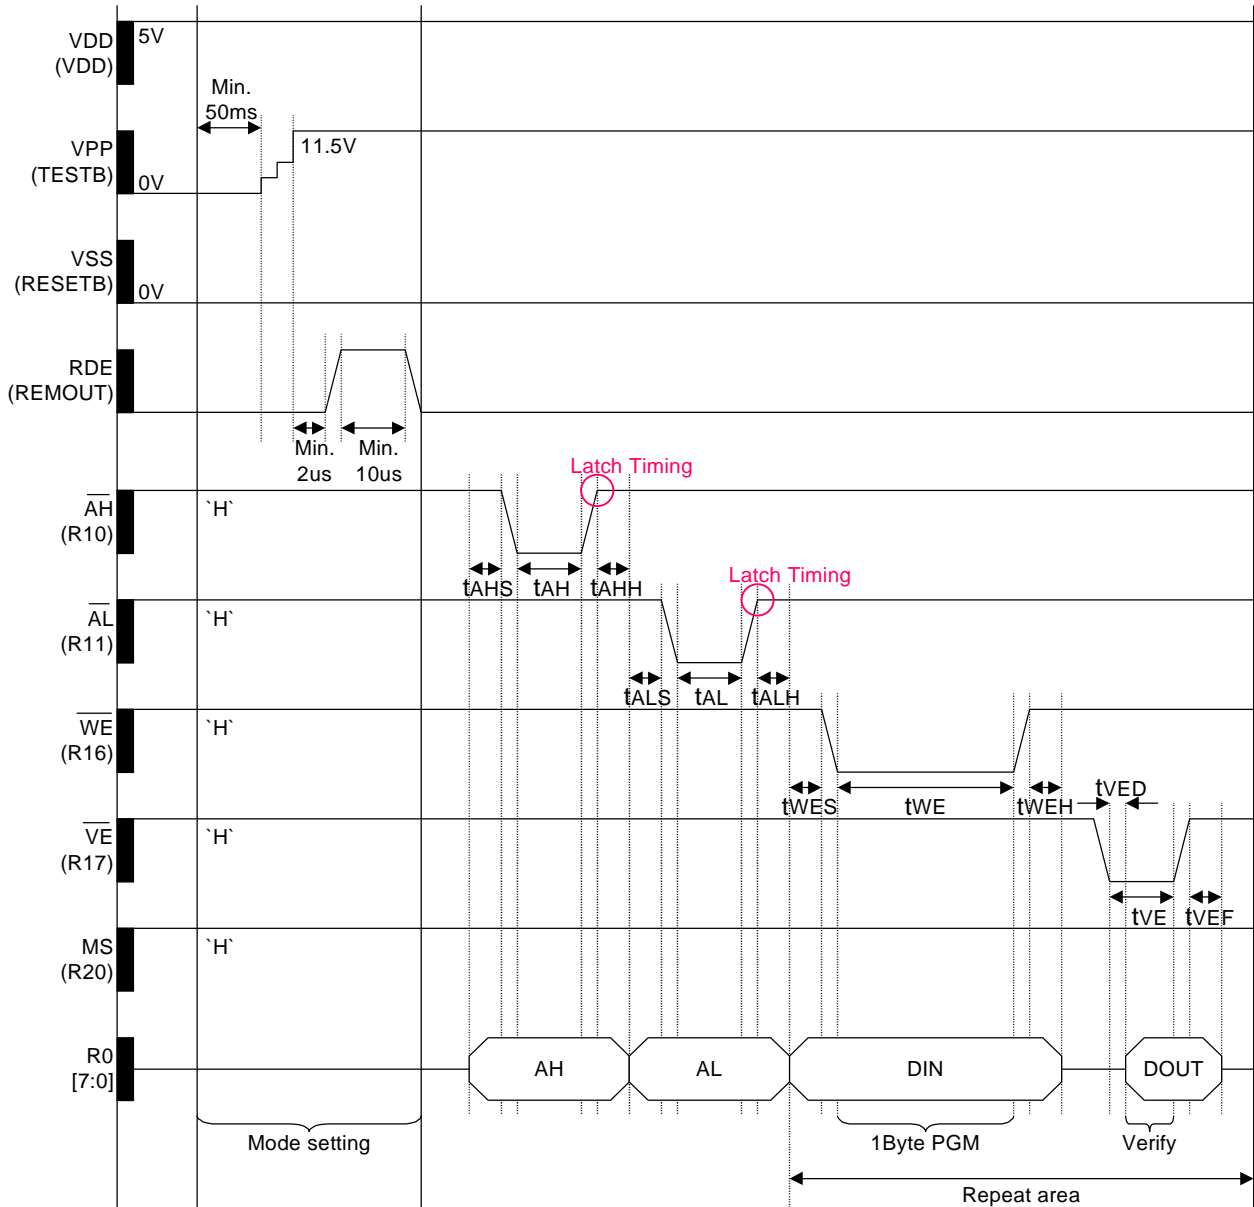 VDD
(VDD)
5V
Min.
50ms
VPP
(TESTB)
11.5V
0V
VSS
(RESETB)
0V
RDE
(REMOUT)
Min.
2us
Min.
10us
Latch Timing
AH
(R10)
`H`
tAHS
tAH
tAHH
Latch Timing
AL
(R11)
`H`
tALS
tAL
tALH
WE
(R16)
`H`
tWES
tWE
tWEH
tVED
VE
(R17)
`H`
tVE
tVEF
MS
(R20)
`H`
R0
[7:0]
AH
AL
DIN
DOUT
Mode setting
1Byte PGM
Verify
Repeat area